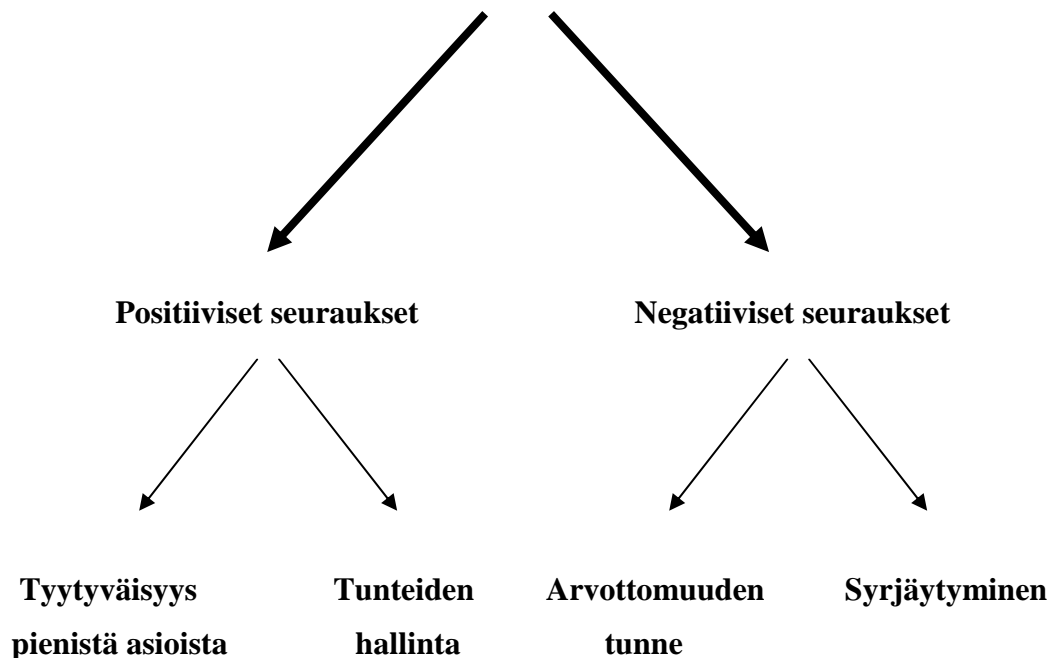 Positiiviset seuraukset
Negatiiviset seuraukset
Tyytyväisyys
pienistä asioista
Tunteiden
hallinta
Arvottomuuden
tunne
Syrjäytyminen